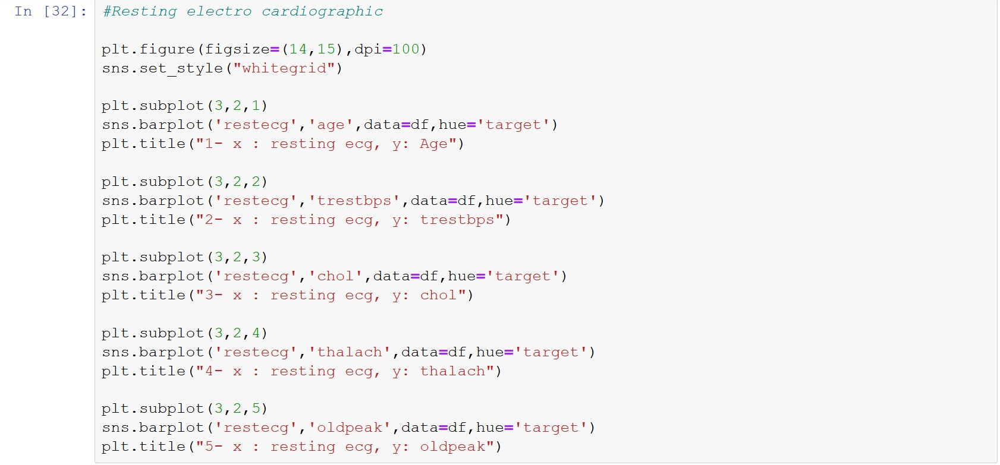 In [32]: #Resting electro cardiographic
plt.figure(figsize=(14,15),dpi=100)
sns.set_style("whitegrid")
plt.subplot(3,2,1)
sns.barplot('restecg','age',data=df,hue='target')
plt.title("1- x : resting ecg, y: Age")
plt.subplot(3,2,2)
sns.barplot('restecg','trestbps',data=df,hue='target')
plt.title("2- x : resting ecg, y: trestbps")
plt.subplot(3,2,3)
sns.barplot('restecg','chol',data=df,hue='target')
plt.title("3- x : resting ecg, y: chol")
plt.subplot(3,2,4)
sns.barplot('restecg','thalach',data=df,hue='target')
plt.title("4- x : resting ecg, y: thalach")
plt.subplot(3,2,5)
sns.barplot('restecg','oldpeak',data=df,hue='target')
plt.title("5- x : resting ecg, y: oldpeak")